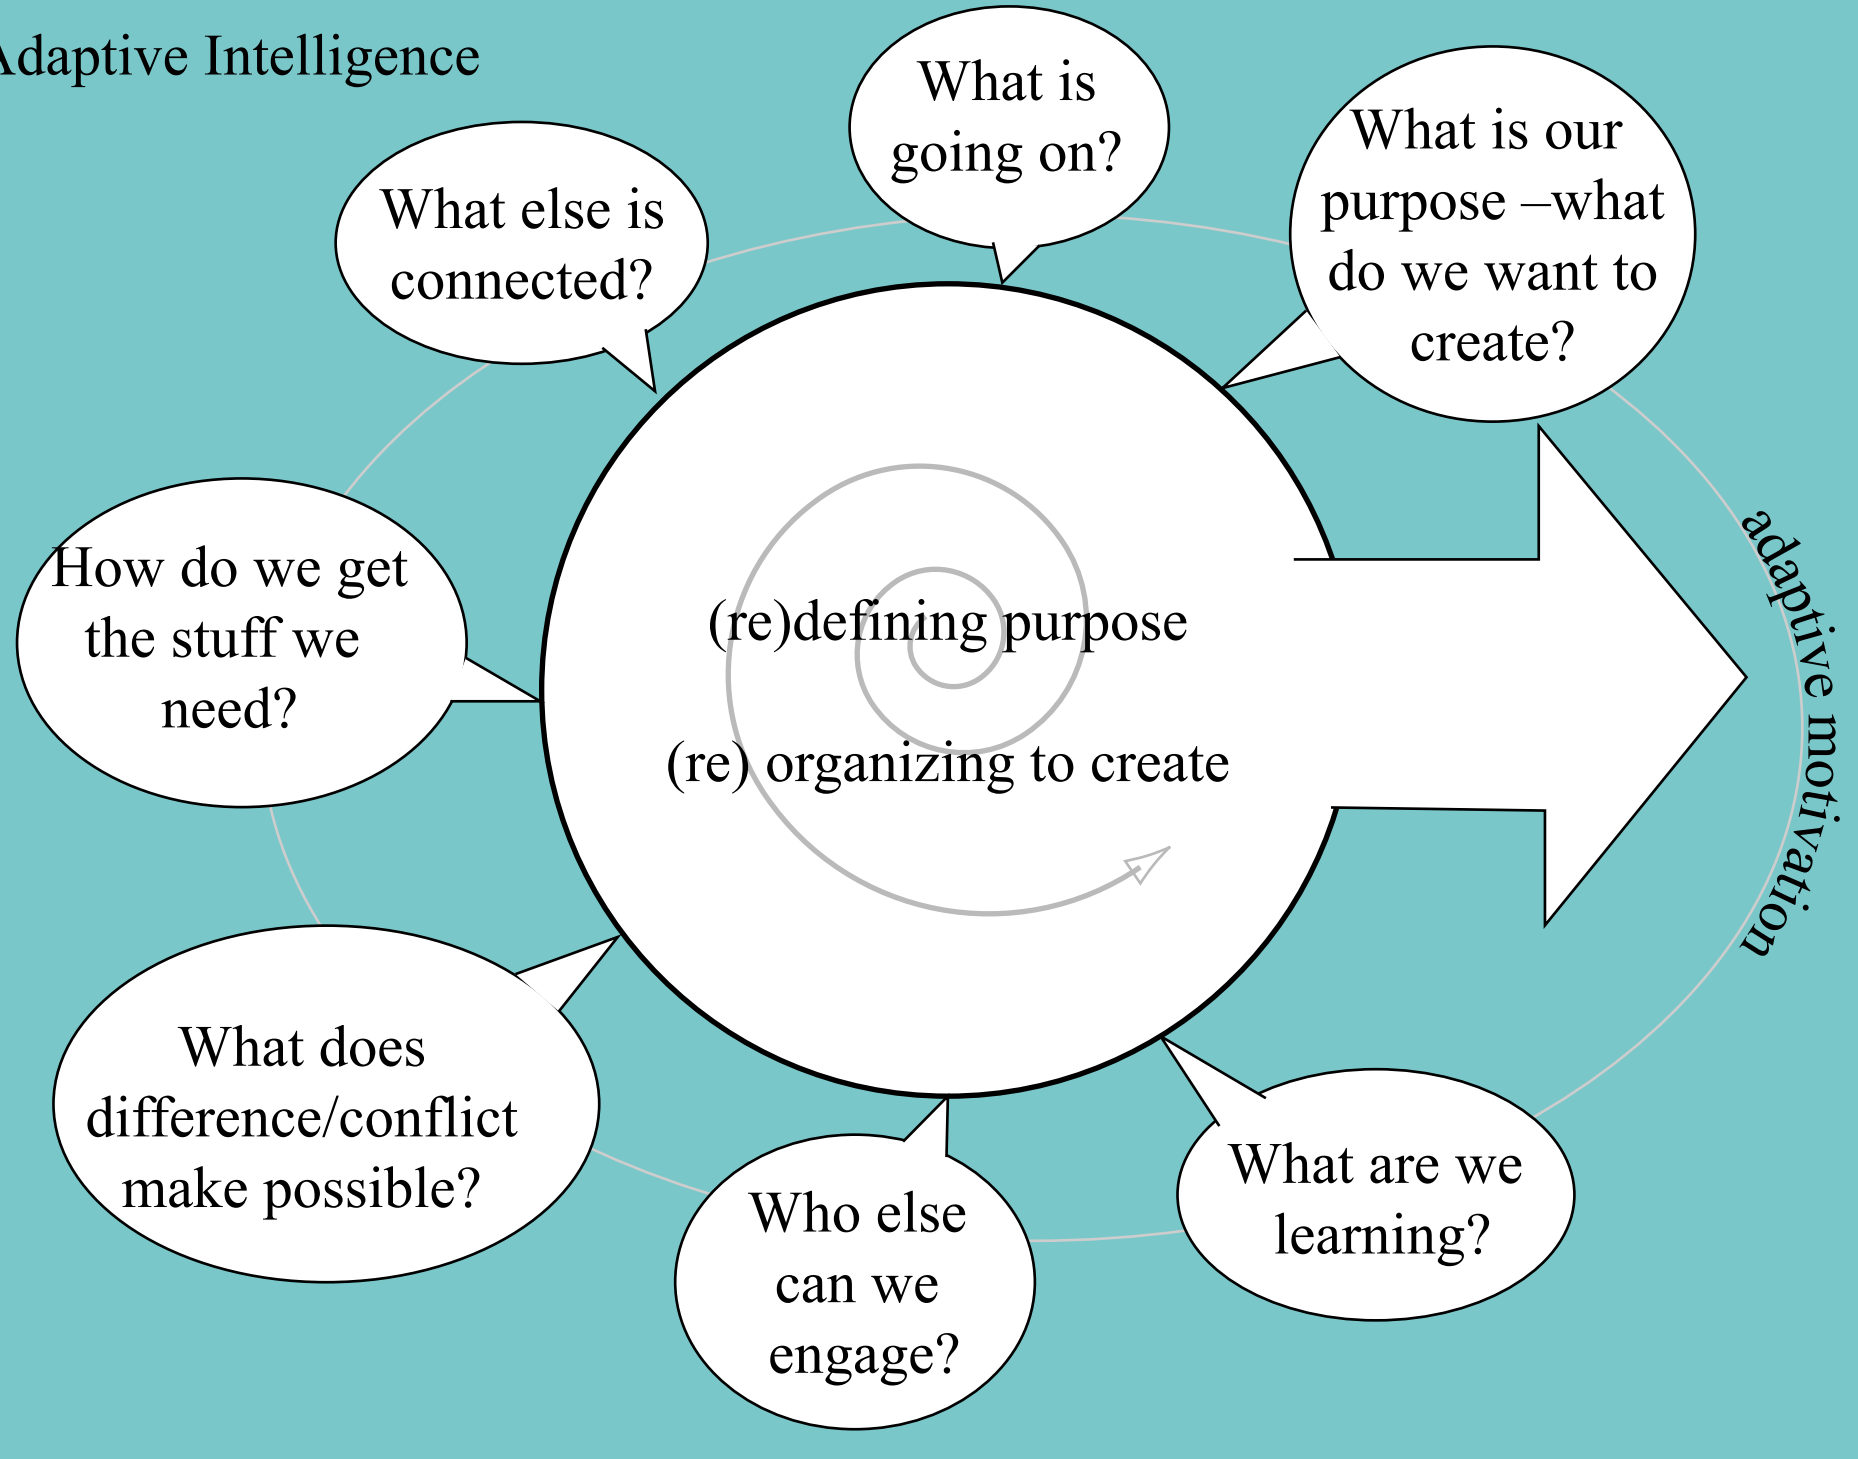 Adaptive Intelligence
What is
going on?
What is our
purpose –what
do we want to
create?
What else is
connected?
How do we get
the stuff we
need?
(re)defining purpose
(re) organizing to create
adaptive motivation
What does
difference/conflict
make possible?
Who else
can we
engage?
What are we
learning?